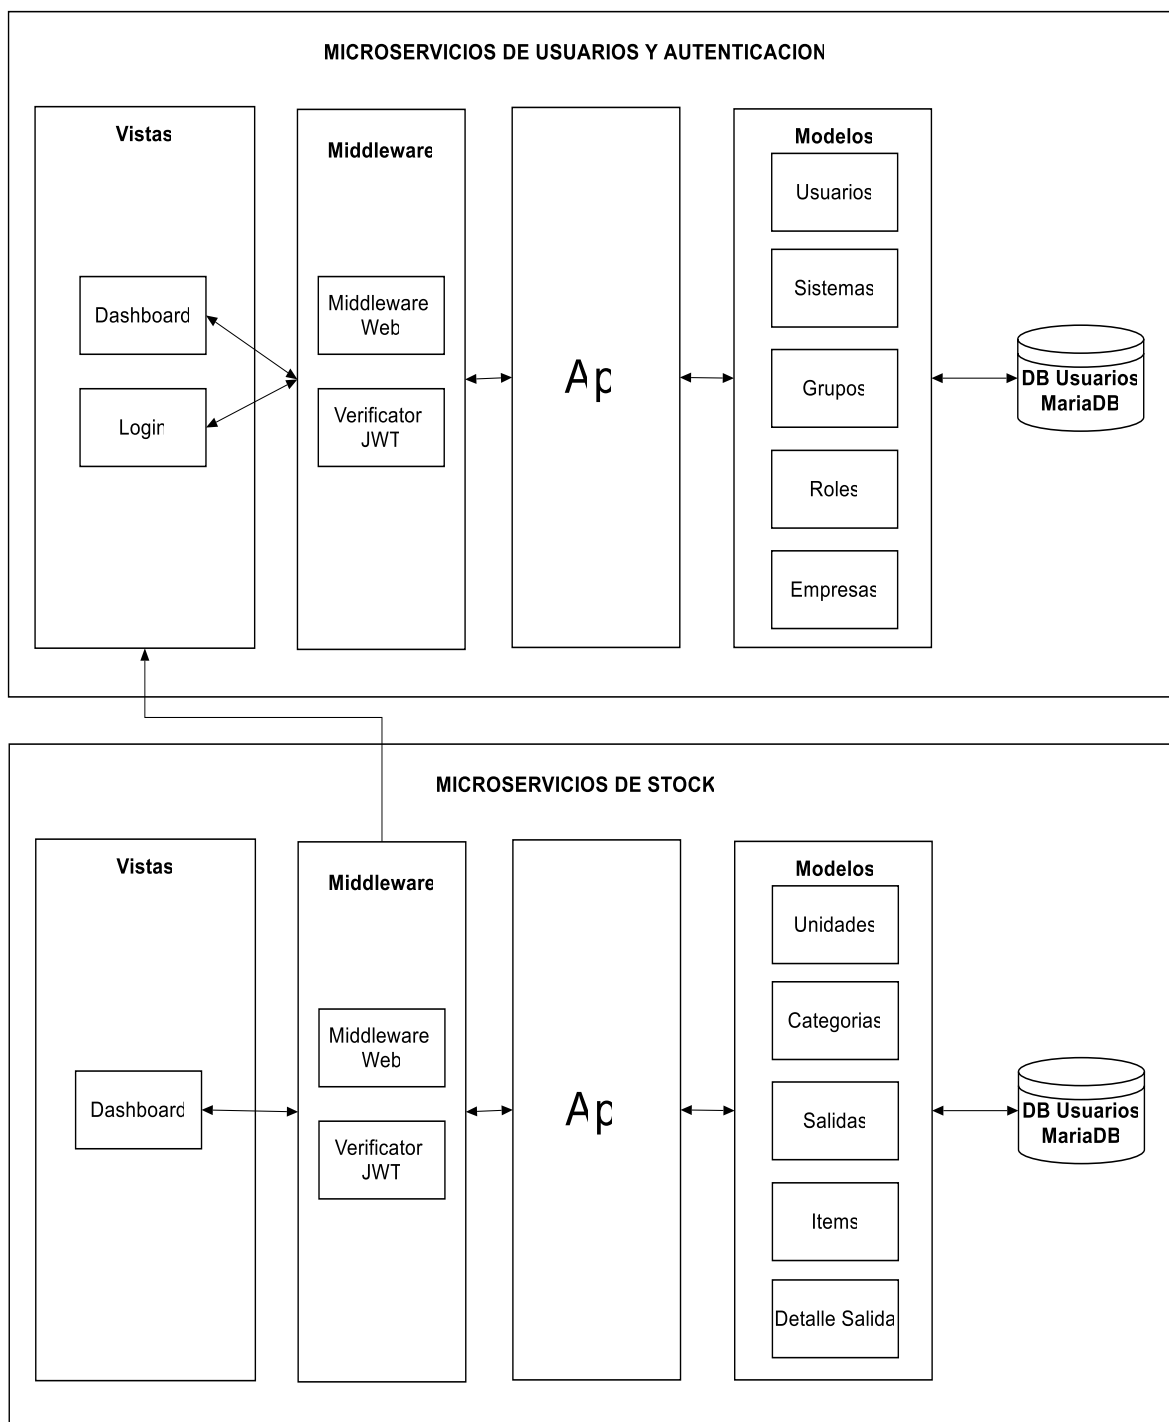 MICROSERVICIOS DE USUARIOS Y AUTENTICACION
Vistas
Dashboard
Login
Middleware
Middleware
Web
Verificator
JWT
Ap
Modelos
Usuarios
Sistemas
Grupos
Roles
Empresas
DB Usuarios
MariaDB
MICROSERVICIOS DE STOCK
Vistas
Dashboard
Middleware
Middleware
Web
Verificator
JWT
Ap
Modelos
Unidades
Categorias
Salidas
Items
Detalle Salida
DB Usuarios
MariaDB